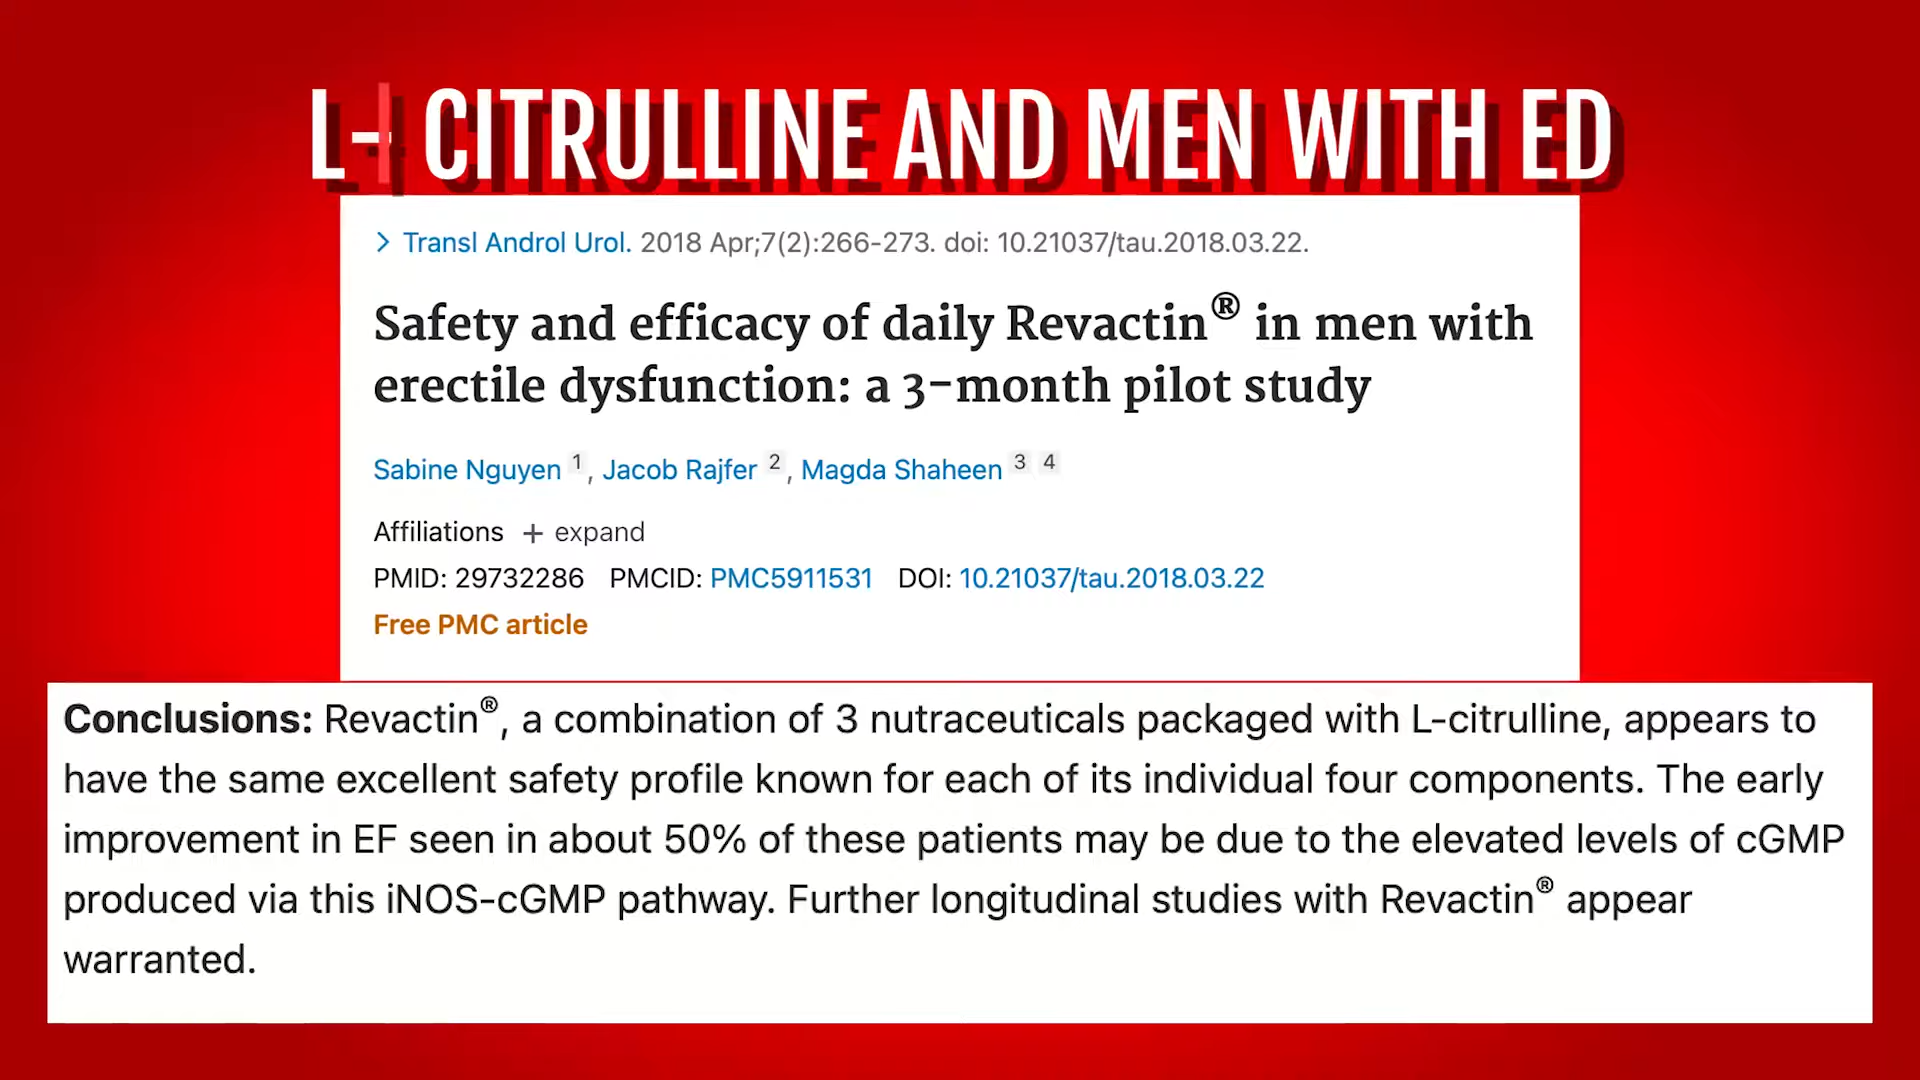 L- CITRULLINE AND MEN WITH ED
> Transl Androl Urol. 2018 Apr;7(2):266-273. doi: 10.21037/tau.2018.03.22.
Safety and efficacy of daily Revactin® in men with
erectile dysfunction: a 3-month pilot study
Sabine Nguyen 1, Jacob Rajfer 2, Magda Shaheen 3 4
Affiliations + expand
PMID: 29732286 PMCID: PMC5911531 DOI: 10.21037/tau.2018.03.22
Free PMC article
Conclusions: Revactin®, a combination of 3 nutraceuticals packaged with L-citrulline, appears to
have the same excellent safety profile known for each of its individual four components. The early
improvement in EF seen in about 50% of these patients may be due to the elevated levels of cGMP
produced via this iNOS-cGMP pathway. Further longitudinal studies with Revactin® appear
warranted.